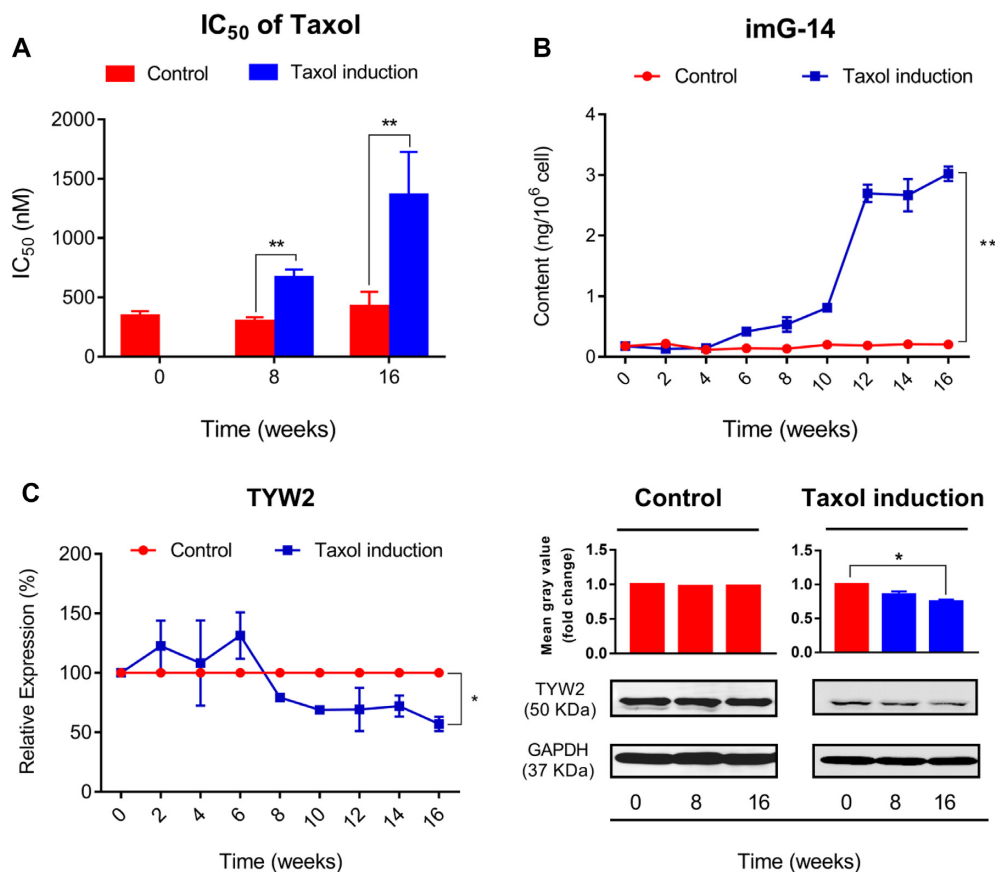 A
IC50 of Taxol
Control
Taxol induction
2000
1500
1000
500
0
IC50 (nM)
**
**
0
8
16
Time (weeks)
B
imG-14
Control
Taxol induction
4
3
2
1
0
Content (ng/10^6 cell)
**
0
2
4
6
8
10
12
14
16
Time (weeks)
C
TYW2
Control
Taxol induction
200
150
100
50
0
Relative Expression (%)
*
0
2
4
6
8
10
12
14
16
Time (weeks)
Control
Taxol induction
Mean gray value
(fold change)
1.5
1.0
0.5
0.0
1.5
1.0
0.5
0.0
*
TYW2
(50 KDa)
GAPDH
(37 KDa)
0
8
16
0
8
16
Time (weeks)